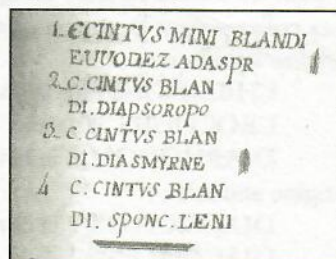 1. CCINTVS MINI BLANDI
EUVODEZ ADASPR
2. C. CINTVS BLAN
DI. DIAPSOROPO
3. C. CINTVS BLAN
DI. DIASMYRNE
4 C. CINTVS BLAN
DI. SPONC. LENI